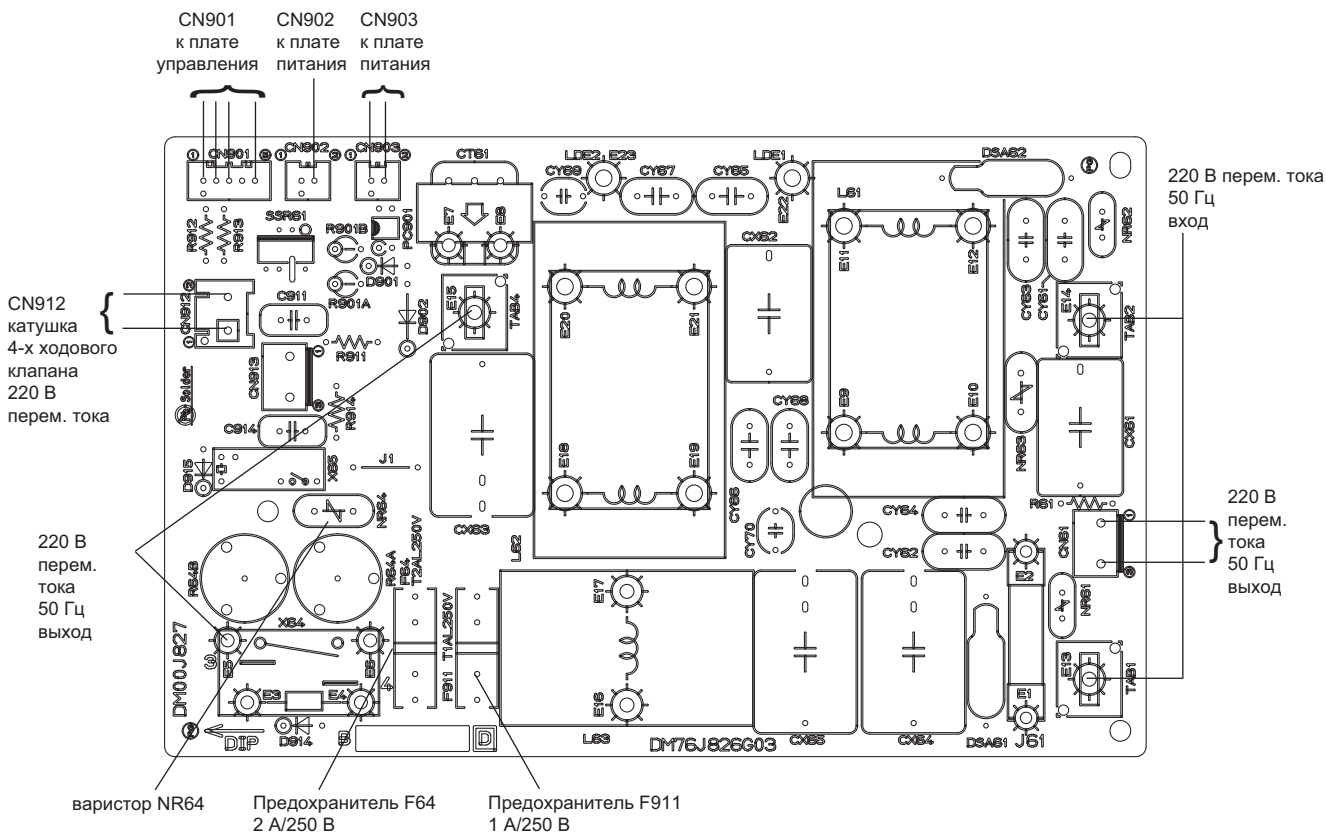 CN901
к плате
управления
CN902
к плате
питания
CN903
к плате
питания
CN901
CN902
CN903
CT61
LDE2
E23
LDE1
DSA62
CY69
CY67
CY65
E22
L61
R912
R913
SSR61
R901B
PC901
E7
E8
CX62
E11
E12
CY63
CY61
NR62
220 В перем. тока
50 Гц
вход
D901
R901A
CN912
катушка
4-х ходового
клапана
220 В
перем. тока
CN912
C911
D902
E15
TAB4
E20
E21
E14
TAB2
R911
CN913
PbF Solder
R914
C914
E9
E10
CY68
NR63
CX61
D915
X65
J1
E18
E19
CY66
NR64
CX63
L62
CY70
CY64
CY62
R61
CN61
220 В
перем.
тока
50 Гц
выход
220 В
перем.
тока
50 Гц
выход
R64B
R64A
F64
T2AL250V
T1AL250V
E17
E2
NR61
X64
3
E5
E6
4
F911
E3
E4
E16
E1
E13
TAB1
DM00J827
DIP
D914
B
D
L63
DM76J826G03
CX65
CX64
DSA61
J61
варистор NR64
Предохранитель F64
2 А/250 В
Предохранитель F911
1 А/250 В